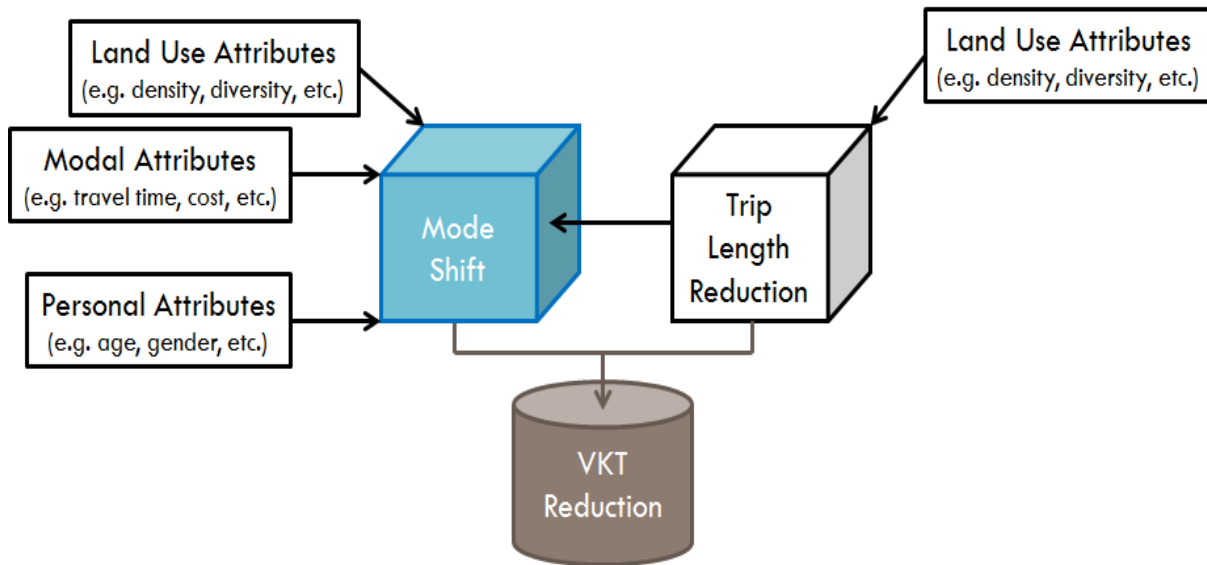 Land Use Attributes
(e.g. density, diversity, etc.)
Land Use Attributes
(e.g. density, diversity, etc.)
Modal Attributes
(e.g. travel time, cost, etc.)
Mode
Shift
Trip
Length
Reduction
Personal Attributes
(e.g. age, gender, etc.)
VKT
Reduction